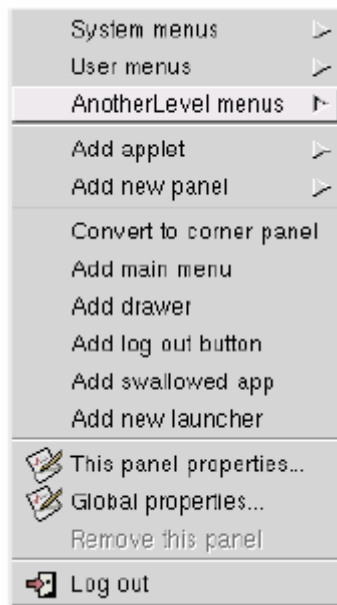 System menus
User menus
AnotherLevel menus
Add applet
Add new panel
Convert to corner panel
Add main menu
Add drawer
Add log out button
Add swallowed app
Add new launcher
This panel properties...
Global properties...
Remove this panel
Log out